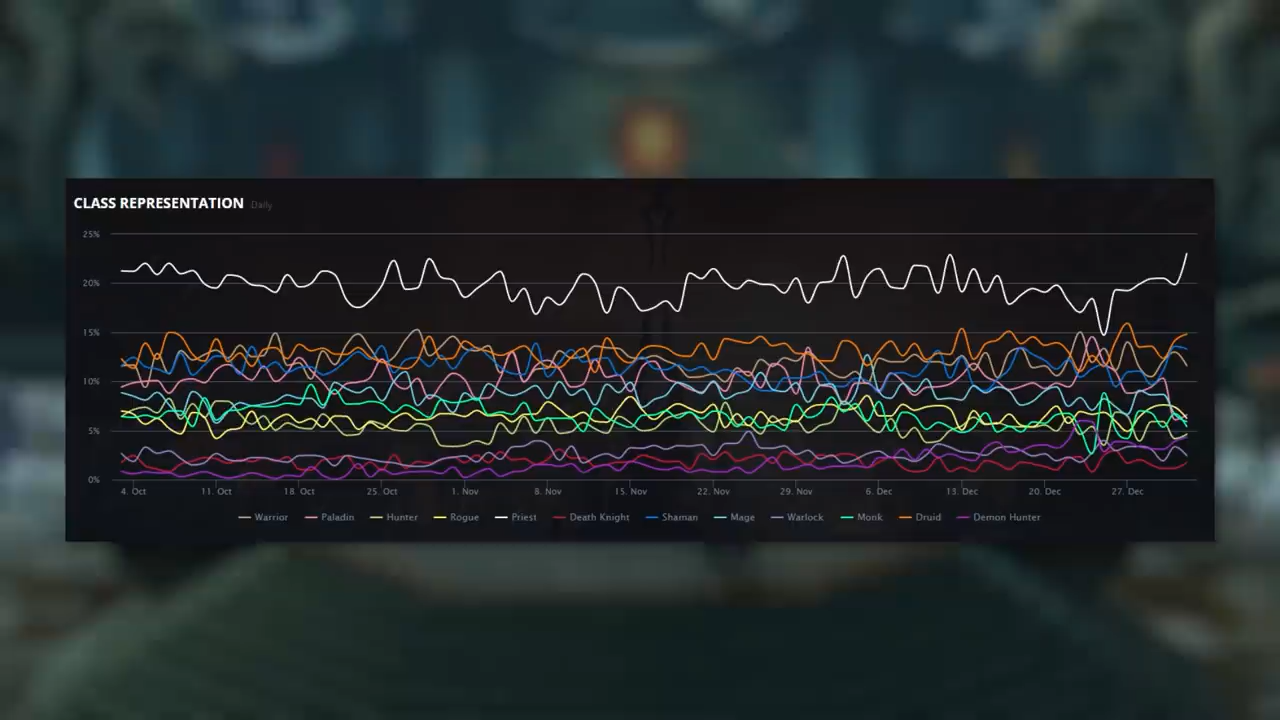 CLASS REPRESENTATION Daily
25%
20%
15%
10%
5%
0%
4. Oct 11. Oct 18. Oct 25. Oct 1. Nov 8. Nov 15. Nov 22. Nov 29. Nov 6. Dec 13. Dec 20. Dec 27. Dec
Warrior Paladin Hunter Rogue Priest Death Knight Shaman Mage Warlock Monk Druid Demon Hunter